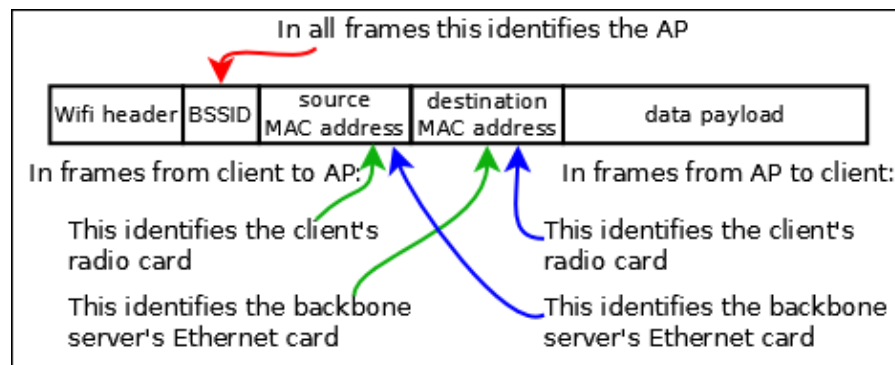 In all frames this identifies the AP
Wifi header
BSSID
source
MAC address
destination
MAC address
data payload
In frames from client to AP:
This identifies the client's
radio card
This identifies the backbone
server's Ethernet card
In frames from AP to client:
This identifies the client's
radio card
This identifies the backbone
server's Ethernet card